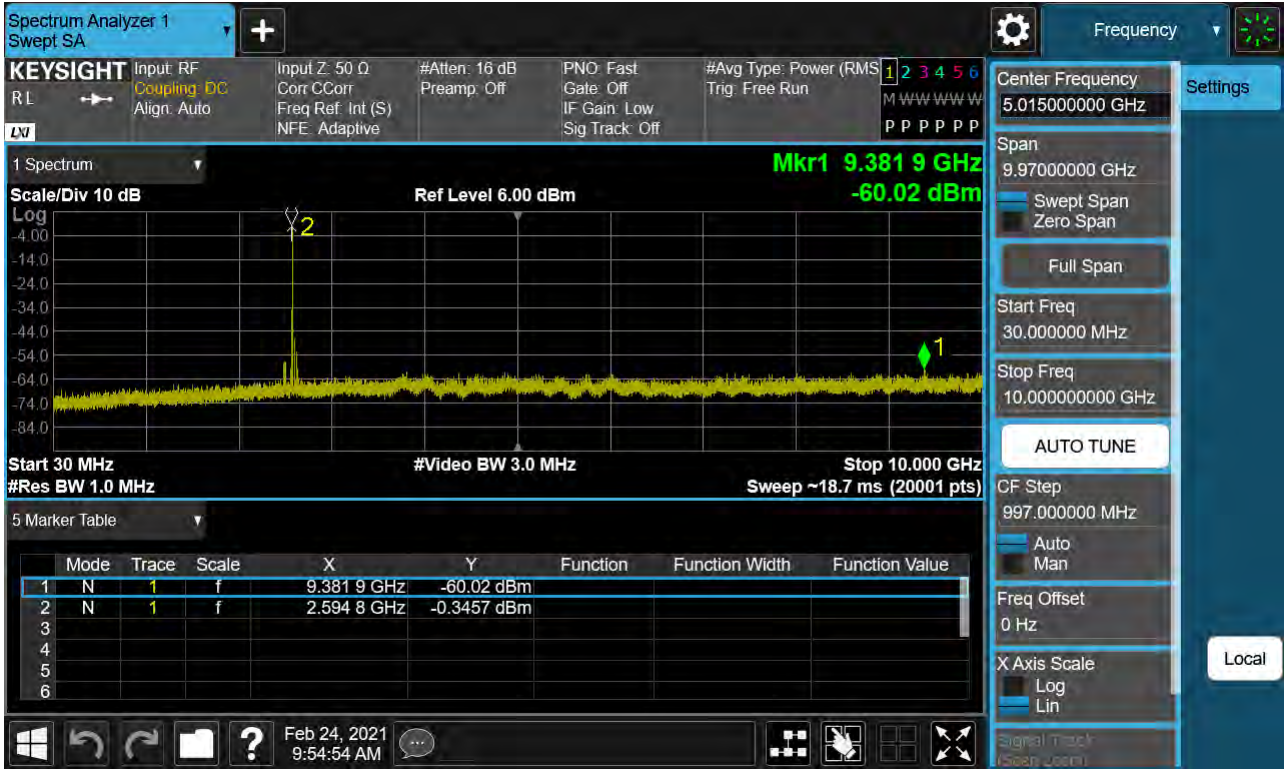 Spectrum Analyzer 1
Swept SA
Frequency
KEYSIGHT
RL
LXI
Input: RF
Coupling: DC
Align: Auto
Input Z: 50 Ω
Corr CCorr
Freq Ref: Int (S)
NFE: Adaptive
#Atten: 16 dB
Preamp: Off
PNO: Fast
Gate: Off
IF Gain: Low
Sig Track: Off
#Avg Type: Power (RMS
Trig: Free Run
1 2 3 4 5 6
M W W W W W
P P P P P P
1 Spectrum
Mkr1 9.381 9 GHz
-60.02 dBm
Scale/Div 10 dB
Ref Level 6.00 dBm
Log
-4.00
-14.0
-24.0
-34.0
-44.0
-54.0
-64.0
-74.0
-84.0
2
1
Start 30 MHz
#Video BW 3.0 MHz
Stop 10.000 GHz
#Res BW 1.0 MHz
Sweep ~18.7 ms (20001 pts)
5 Marker Table
Mode Trace Scale X Y Function Function Width Function Value
1 N 1 f 9.381 9 GHz -60.02 dBm
2 N 1 f 2.594 8 GHz -0.3457 dBm
3
4
5
6
Feb 24, 2021
9:54:54 AM
Center Frequency
5.015000000 GHz
Span
9.97000000 GHz
Swept Span
Zero Span
Full Span
Start Freq
30.000000 MHz
Stop Freq
10.000000000 GHz
AUTO TUNE
CF Step
997.000000 MHz
Auto
Man
Freq Offset
0 Hz
X Axis Scale
Log
Lin
Signal Track
(Span Zoom)
Settings
Local